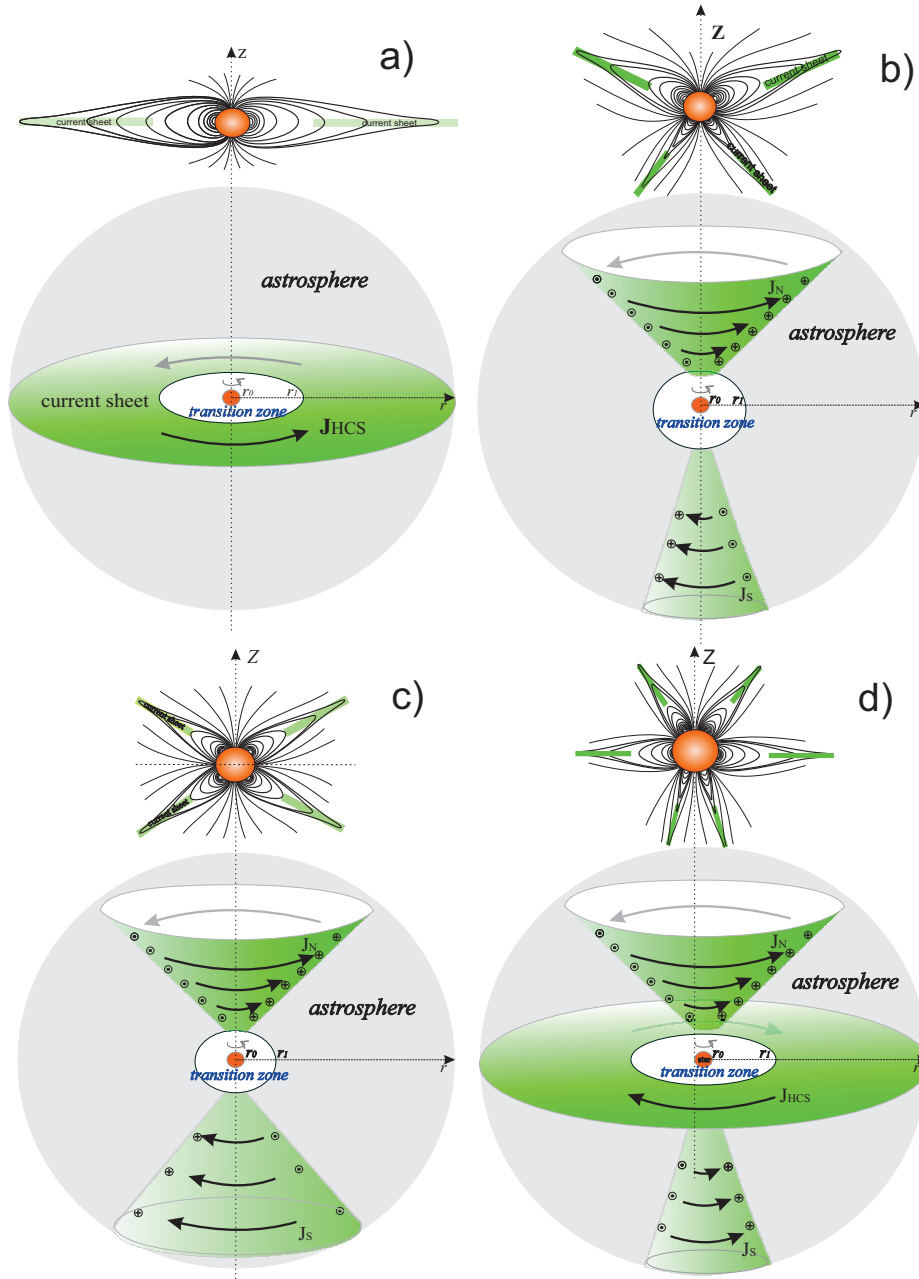 a)
z
current sheet
current sheet
astrosphere
current sheet
r0
r1
r
transition zone
JHCS
b)
Z
current sheet
current sheet
JN
astrosphere
r0
r1
r
transition zone
JS
c)
Z
current sheet
current sheet
JN
astrosphere
r0
r1
r
transition zone
JS
d)
Z
JN
astrosphere
star
r0
r1
r
transition zone
JHCS
JS